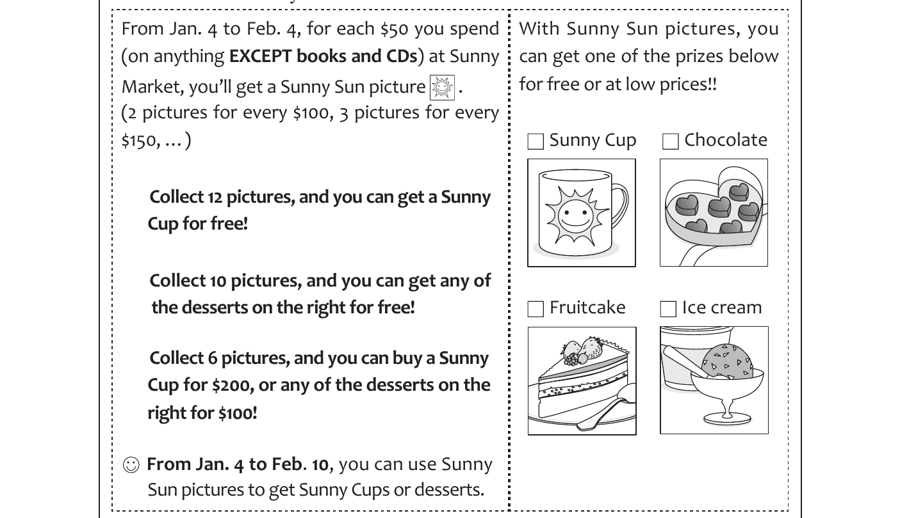 From Jan. 4 to Feb. 4, for each $50 you spend
(on anything EXCEPT books and CDs) at Sunny
Market, you'll get a Sunny Sun picture .
(2 pictures for every $100, 3 pictures for every
$150, …)
Collect 12 pictures, and you can get a Sunny
Cup for free!
Collect 10 pictures, and you can get any of
the desserts on the right for free!
Collect 6 pictures, and you can buy a Sunny
Cup for $200, or any of the desserts on the
right for $100!
☺ From Jan. 4 to Feb. 10, you can use Sunny
Sun pictures to get Sunny Cups or desserts.
With Sunny Sun pictures, you
can get one of the prizes below
for free or at low prices!!
□ Sunny Cup □ Chocolate
□ Fruitcake □ Ice cream